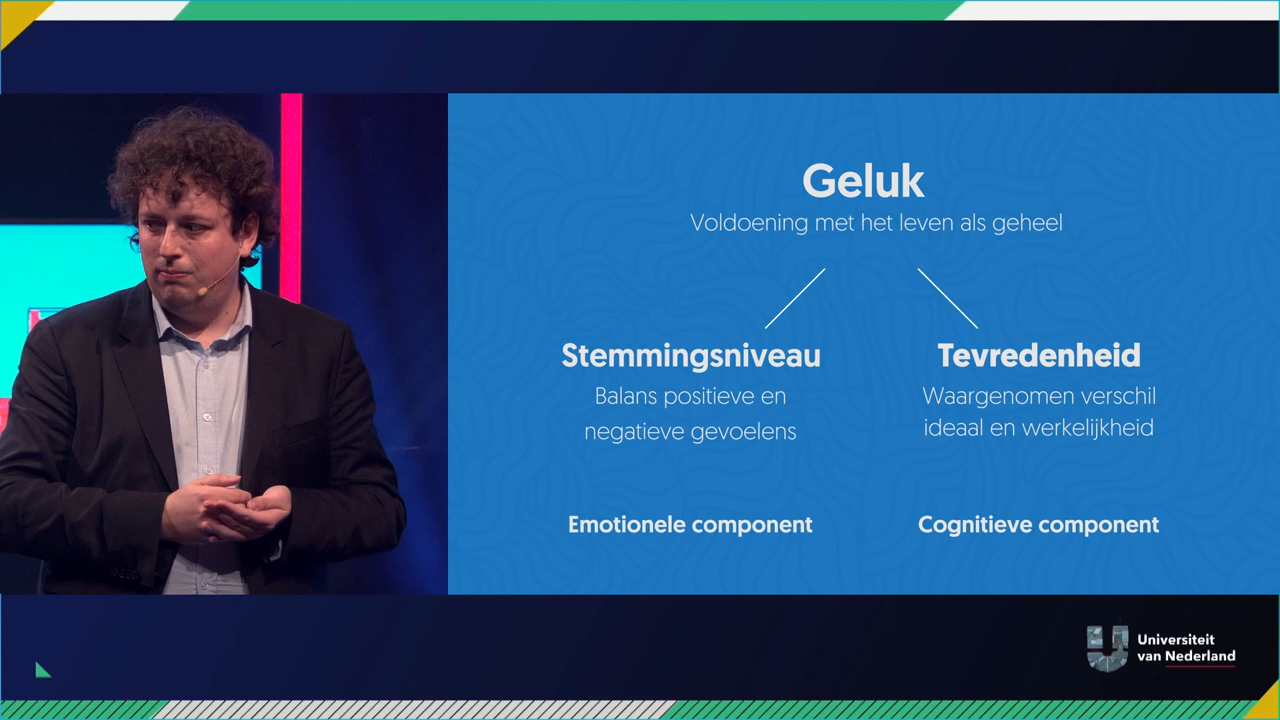 Geluk
Voldoening met het leven als geheel
Stemmingsniveau
Balans positieve en
negatieve gevoelens
Emotionele component
Tevredenheid
Waargenomen verschil
ideaal en werkelijkheid
Cognitieve component
Universiteit
van Nederland